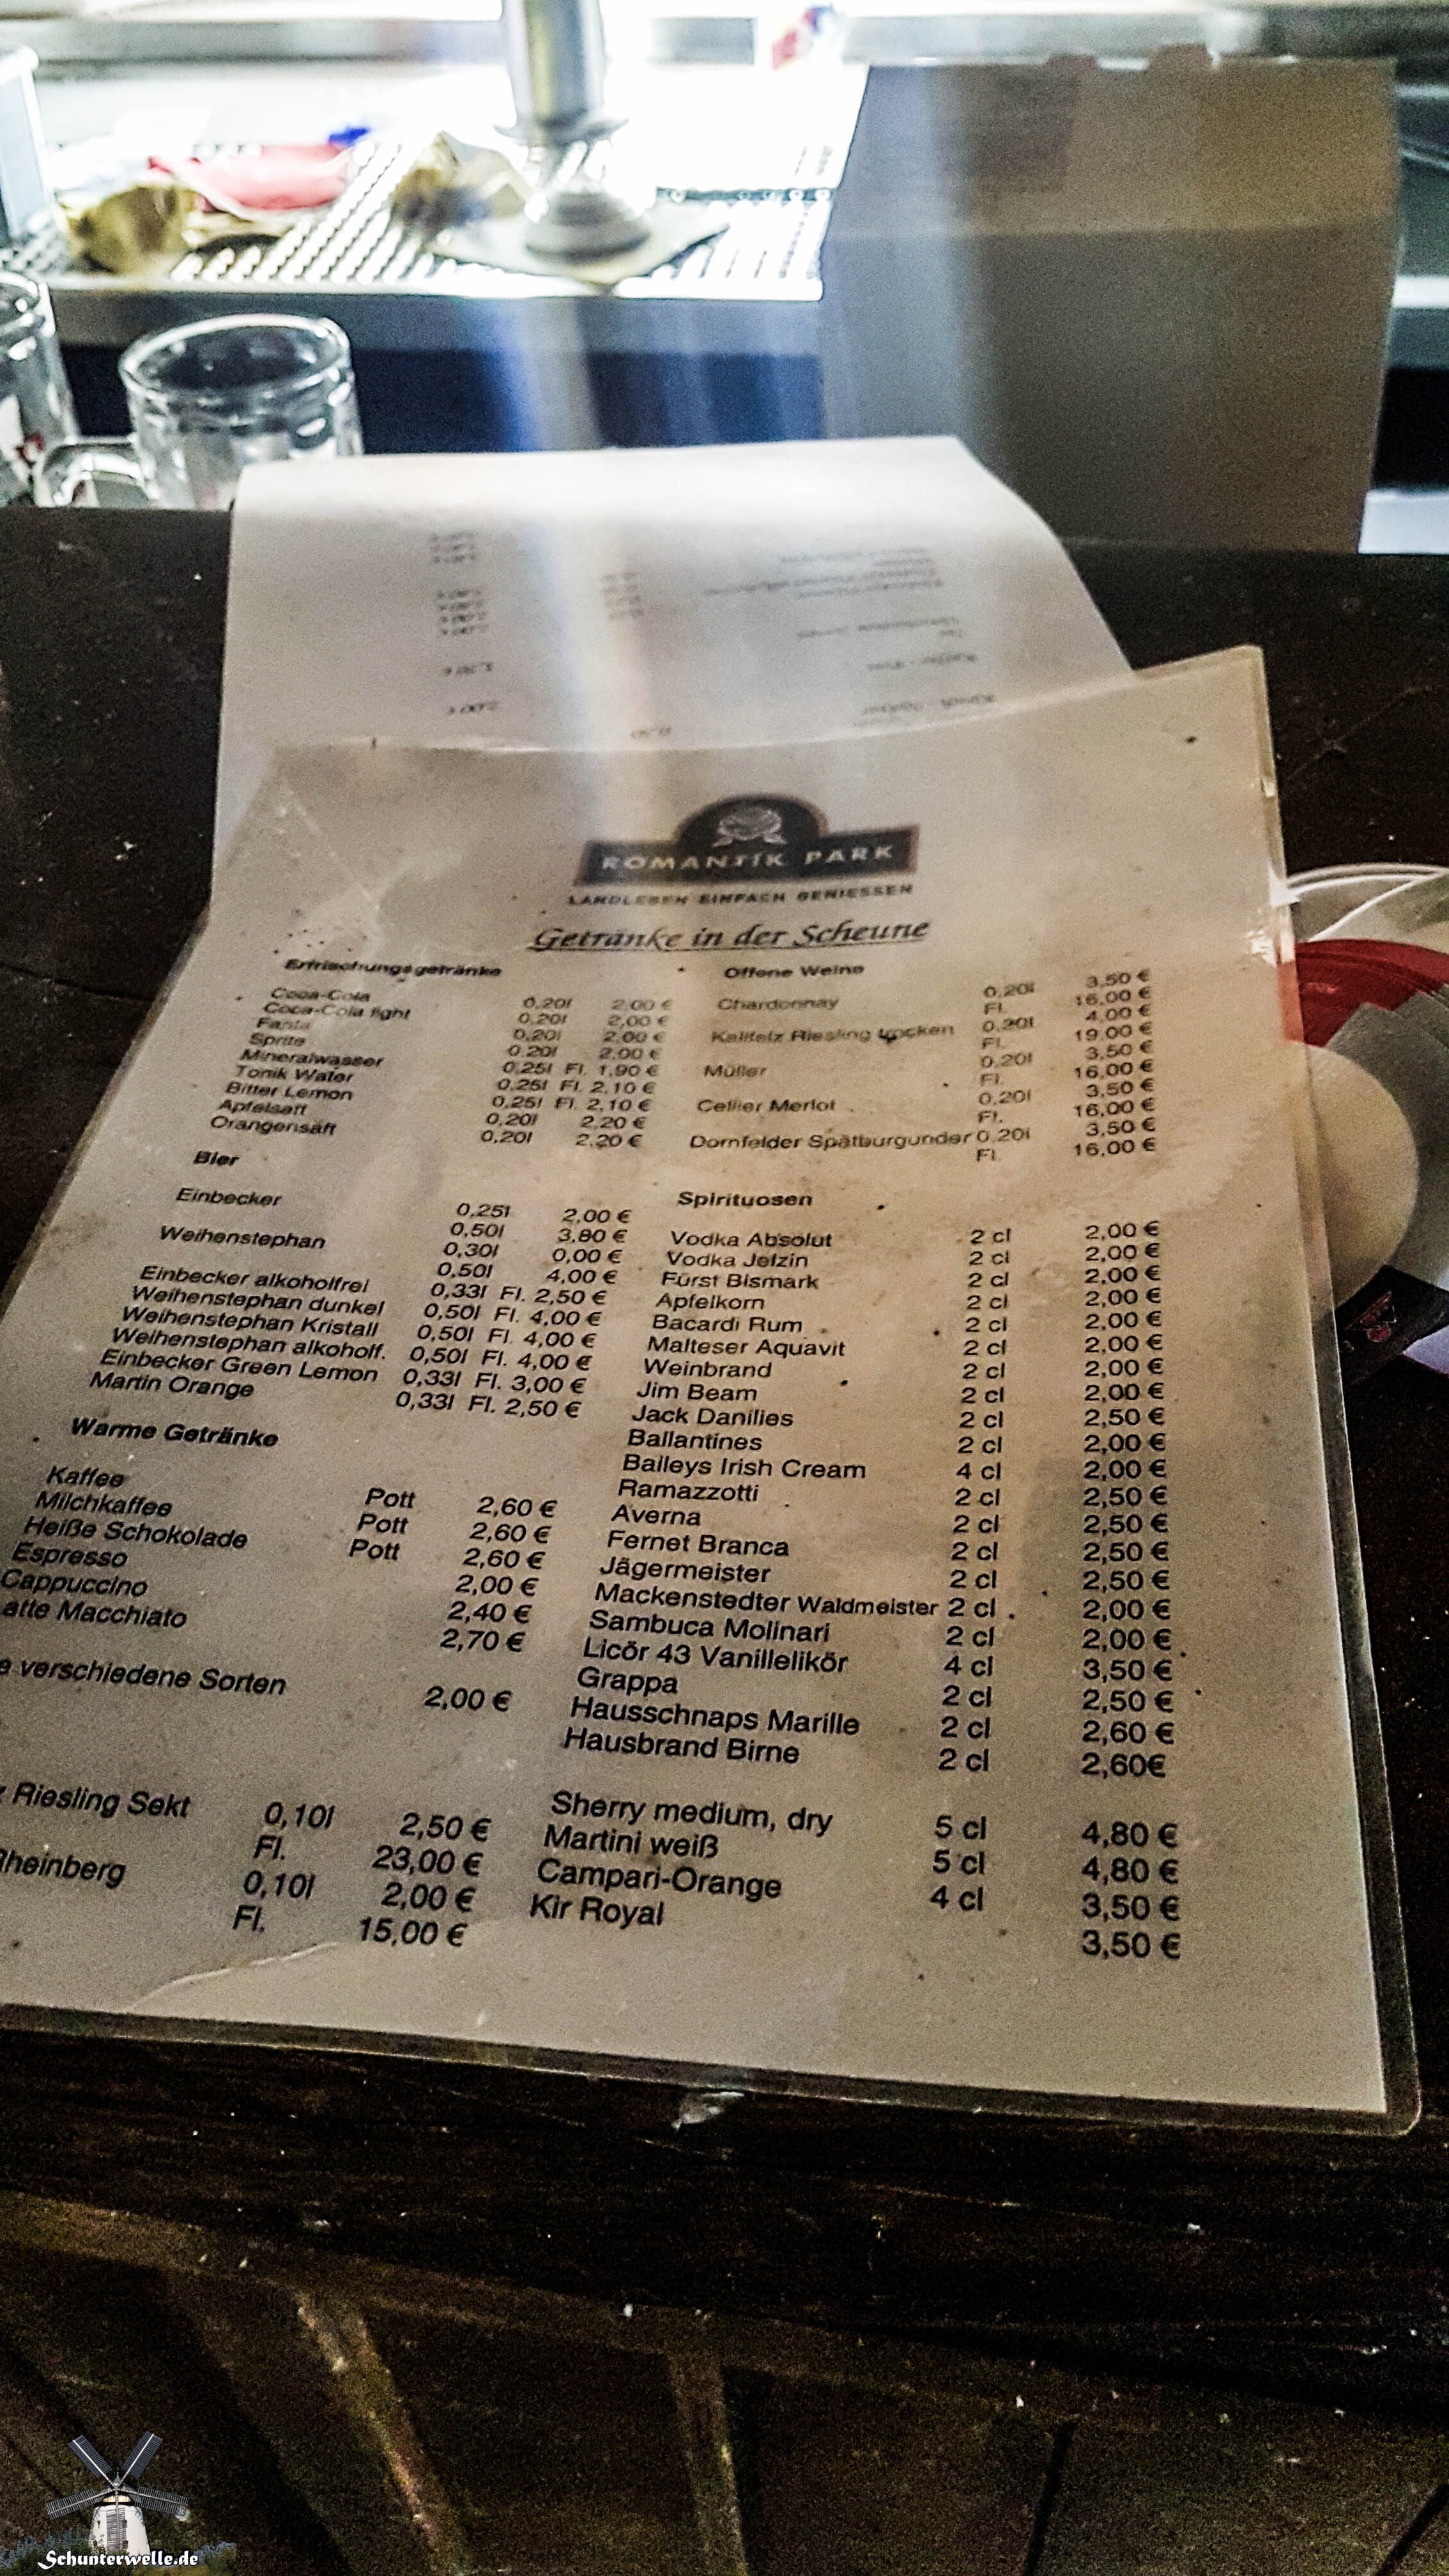 ROMANTIK PARK
LANDLEBEN EINFACH GENIESSEN
Getränke in der Scheune
Erfrischungsgetränke
Coca-Cola 0,20l 2,00 €
Coca-Cola light 0,20l 2,00 €
Fanta 0,20l 2,00 €
Sprite 0,20l 2,00 €
Mineralwasser 0,25l Fl. 1,90 €
Tonik Water 0,25l Fl. 2,10 €
Bitter Lemon 0,25l Fl. 2,10 €
Apfelsaft 0,20l 2,20 €
Orangensaft 0,20l 2,20 €
Bier
Einbecker 0,25l 2,00 €
0,50l 3,80 €
Weihenstephan 0,30l 0,00 €
0,50l 4,00 €
Einbecker alkoholfrei 0,33l Fl. 2,50 €
Weihenstephan dunkel 0,50l Fl. 4,00 €
Weihenstephan Kristall 0,50l Fl. 4,00 €
Weihenstephan alkoholf. 0,50l Fl. 4,00 €
Einbecker Green Lemon 0,33l Fl. 3,00 €
Martin Orange 0,33l Fl. 2,50 €
Warme Getränke
Kaffee Pott 2,60 €
Milchkaffee Pott 2,60 €
Heiße Schokolade Pott 2,60 €
Espresso 2,00 €
Cappuccino 2,40 €
atte Macchiato 2,70 €
e verschiedene Sorten 2,00 €
z Riesling Sekt 0,10l 2,50 €
Fl. 23,00 €
Rheinberg 0,10l 2,00 €
Fl. 15,00 €
Offene Weine
Chardonnay 0,20l 3,50 €
Fl. 16,00 €
Kallfelz Riesling trocken 0,20l 4,00 €
Fl. 19,00 €
Müller 0,20l 3,50 €
Fl. 16,00 €
Cellier Merlot 0,20l 3,50 €
Fl. 16,00 €
Dornfelder Spätburgunder 0,20l 3,50 €
Fl. 16,00 €
Spirituosen
Vodka Absolut 2 cl 2,00 €
Vodka Jelzin 2 cl 2,00 €
Fürst Bismark 2 cl 2,00 €
Apfelkorn 2 cl 2,00 €
Bacardi Rum 2 cl 2,00 €
Malteser Aquavit 2 cl 2,00 €
Weinbrand 2 cl 2,00 €
Jim Beam 2 cl 2,00 €
Jack Danilies 2 cl 2,50 €
Ballantines 2 cl 2,00 €
Baileys Irish Cream 4 cl 2,00 €
Ramazzotti 2 cl 2,50 €
Averna 2 cl 2,50 €
Fernet Branca 2 cl 2,50 €
Jägermeister 2 cl 2,50 €
Mackenstedter Waldmeister 2 cl 2,00 €
Sambuca Molinari 2 cl 2,00 €
Licör 43 Vanillelikör 4 cl 3,50 €
Grappa 2 cl 2,50 €
Hausschnaps Marille 2 cl 2,60 €
Hausbrand Birne 2 cl 2,60€
Sherry medium, dry 5 cl 4,80 €
Martini weiß 5 cl 4,80 €
Campari-Orange 4 cl 3,50 €
Kir Royal 3,50 €
Schunterwelle.de